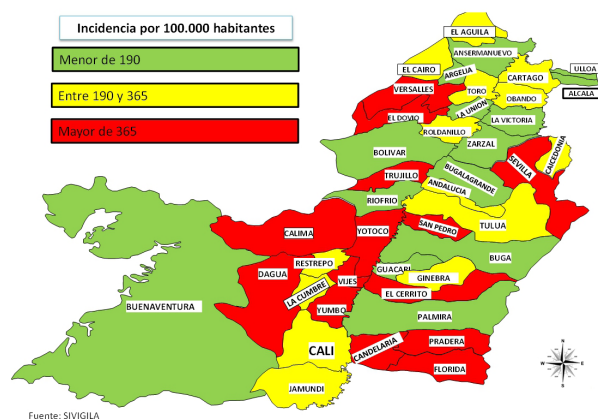 Incidencia por 100.000 habitantes
Menor de 190
Entre 190 y 365
Mayor de 365
EL AGUILA
ANSERMANUEVO
EL CAIRO
ARGELIA
ULLOA
CARTAGO
ALCALA
VERSALLES
TORO
OBANDO
LA UNION
EL DOVIO
LA VICTORIA
ROLDANILLO
ZARZAL
BOLIVAR
SEVILLA
CAICEDONIA
BUGALAGRANDE
TRUJILLO
ANDALUCIA
RIOFRIO
TULUA
SAN PEDRO
CALIMA
YOTOCO
BUGA
RESTREPO
GUACARI
DAGUA
GINEBRA
VIJES
LA CUMBRE
EL CERRITO
BUENAVENTURA
YUMBO
PALMIRA
CALI
CANDELARIA
PRADERA
FLORIDA
JAMUNDI
N
W
E
S
Fuente: SIVIGILA